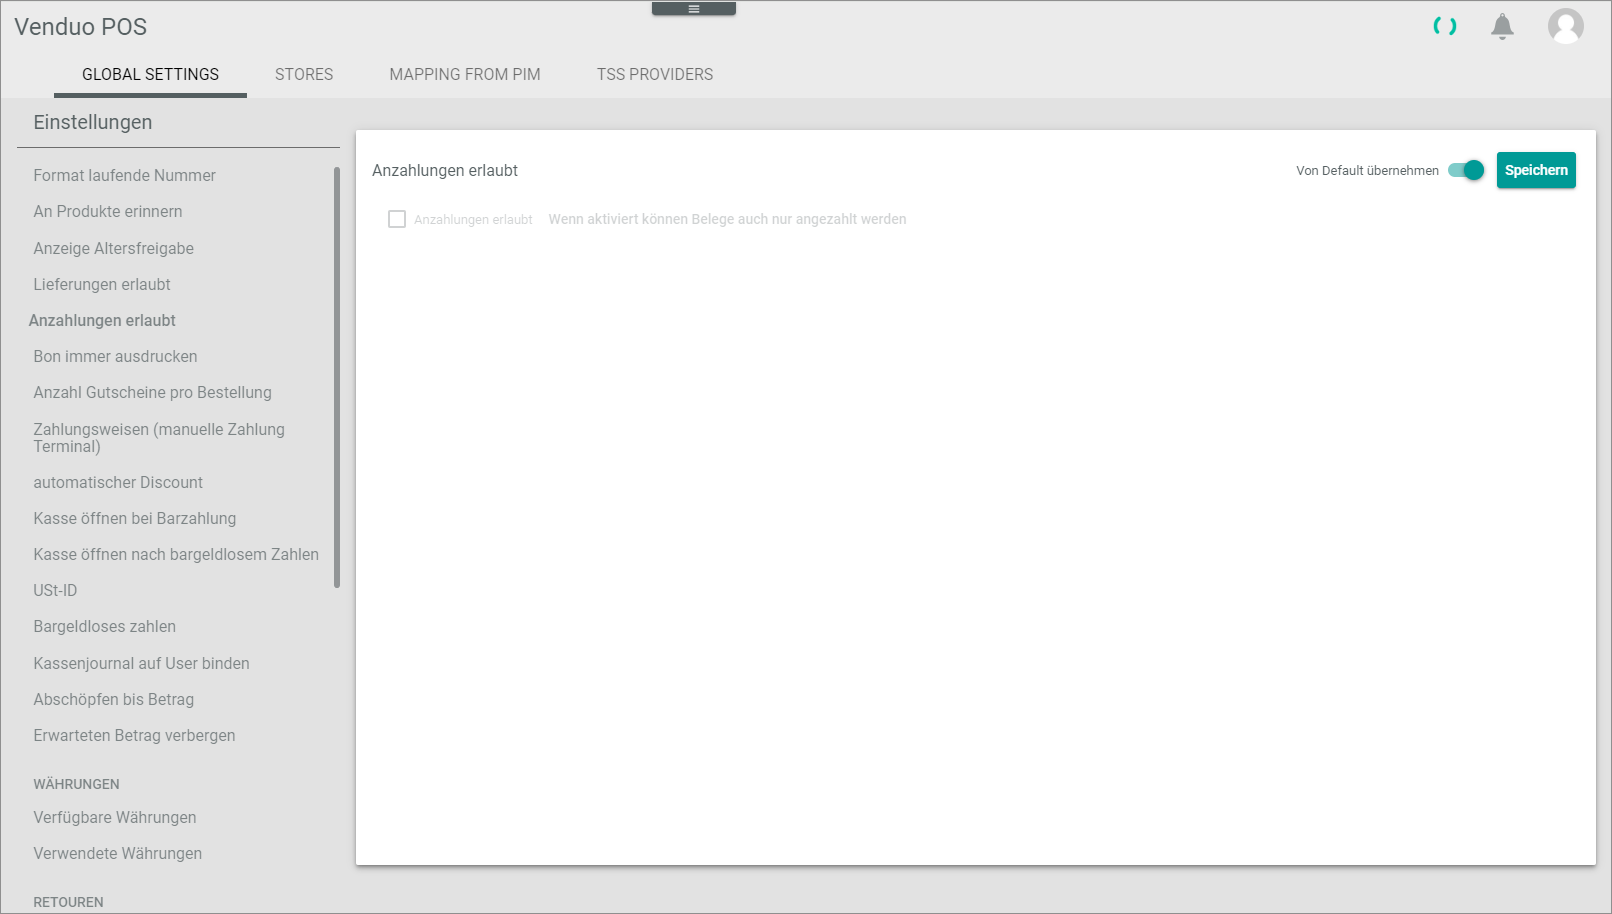 Venduo POS
GLOBAL SETTINGS
STORES
MAPPING FROM PIM
TSS PROVIDERS
Einstellungen
Format laufende Nummer
An Produkte erinnern
Anzeige Altersfreigabe
Lieferungen erlaubt
Anzahlungen erlaubt
Bon immer ausdrucken
Anzahl Gutscheine pro Bestellung
Zahlungsweisen (manuelle Zahlung
Terminal)
automatischer Discount
Kasse öffnen bei Barzahlung
Kasse öffnen nach bargeldlosem Zahlen
USt-ID
Bargeldloses zahlen
Kassenjournal auf User binden
Abschöpfen bis Betrag
Erwarteten Betrag verbergen
WÄHRUNGEN
Verfügbare Währungen
Verwendete Währungen
RETOUREN
Anzahlungen erlaubt
Von Default übernehmen
Speichern
Anzahlungen erlaubt
Wenn aktiviert können Belege auch nur angezahlt werden